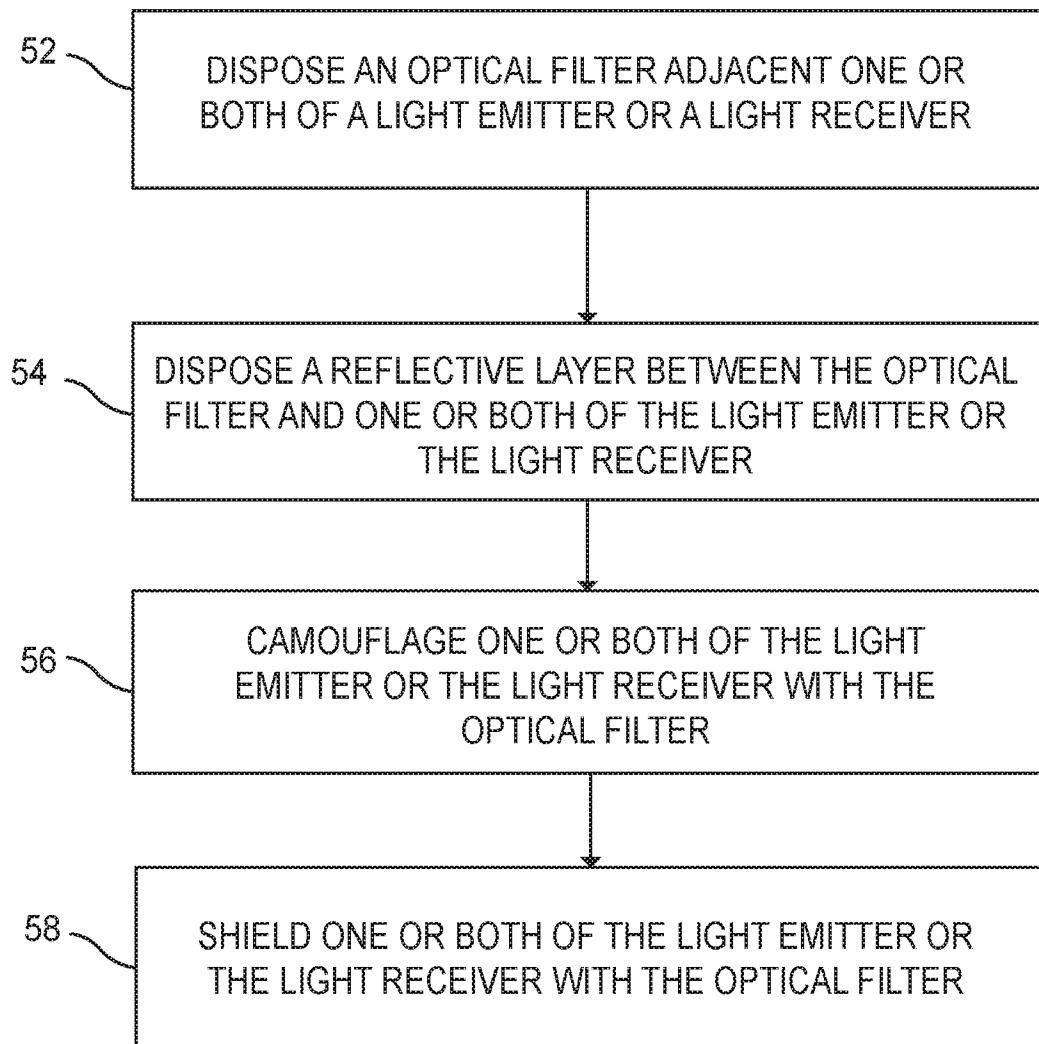 52
DISPOSE AN OPTICAL FILTER ADJACENT ONE OR
BOTH OF A LIGHT EMITTER OR A LIGHT RECEIVER
54
DISPOSE A REFLECTIVE LAYER BETWEEN THE OPTICAL
FILTER AND ONE OR BOTH OF THE LIGHT EMITTER OR
THE LIGHT RECEIVER
56
CAMOUFLAGE ONE OR BOTH OF THE LIGHT
EMITTER OR THE LIGHT RECEIVER WITH THE
OPTICAL FILTER
58
SHIELD ONE OR BOTH OF THE LIGHT EMITTER OR
THE LIGHT RECEIVER WITH THE OPTICAL FILTER